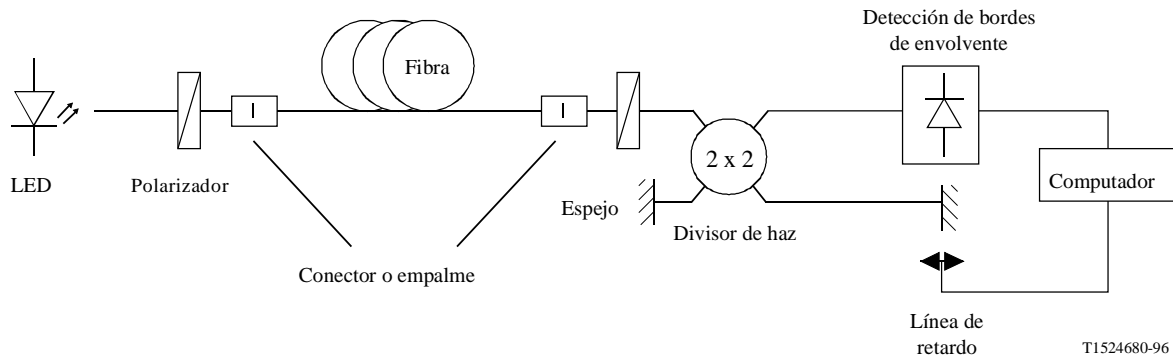 Detección de bordes
de envolvente
Fibra
I
I
2 x 2
LED
Polarizador
Espejo
Divisor de haz
Computador
Conector o empalme
Línea de
retardo
T1524680-96